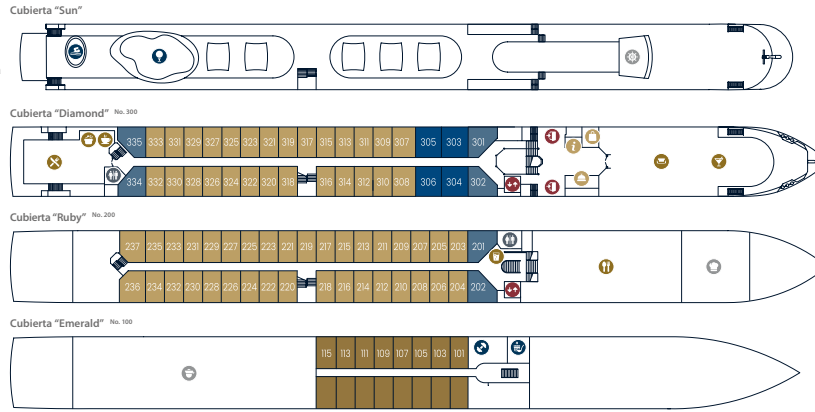 Cubierta “Sun”
Cubierta “Diamond” No. 300
335 333 331 329 327 325 323 321 319 317 315 313 311 309 307 305 303 301
334 332 330 328 326 324 322 320 318 316 314 312 310 308 306 304 302
Cubierta “Ruby” No. 200
237 235 233 231 229 227 225 223 221 219 217 215 213 211 209 207 205 203 201
236 234 232 230 228 226 224 222 220 218 216 214 212 210 208 206 204 202
Cubierta “Emerald” No. 100
115 113 111 109 107 105 103 101